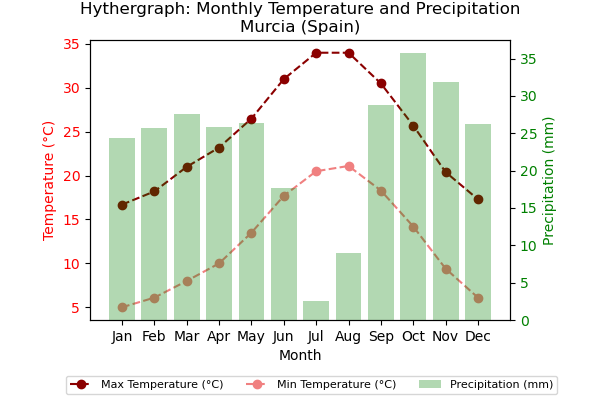 Hythergraph: Monthly Temperature and Precipitation
Murcia (Spain)
Temperature (°C)
35
30
25
20
15
10
5
Precipitation (mm)
35
30
25
20
15
10
5
0
Jan Feb Mar Apr May Jun Jul Aug Sep Oct Nov Dec
Month
Max Temperature (°C) Min Temperature (°C) Precipitation (mm)